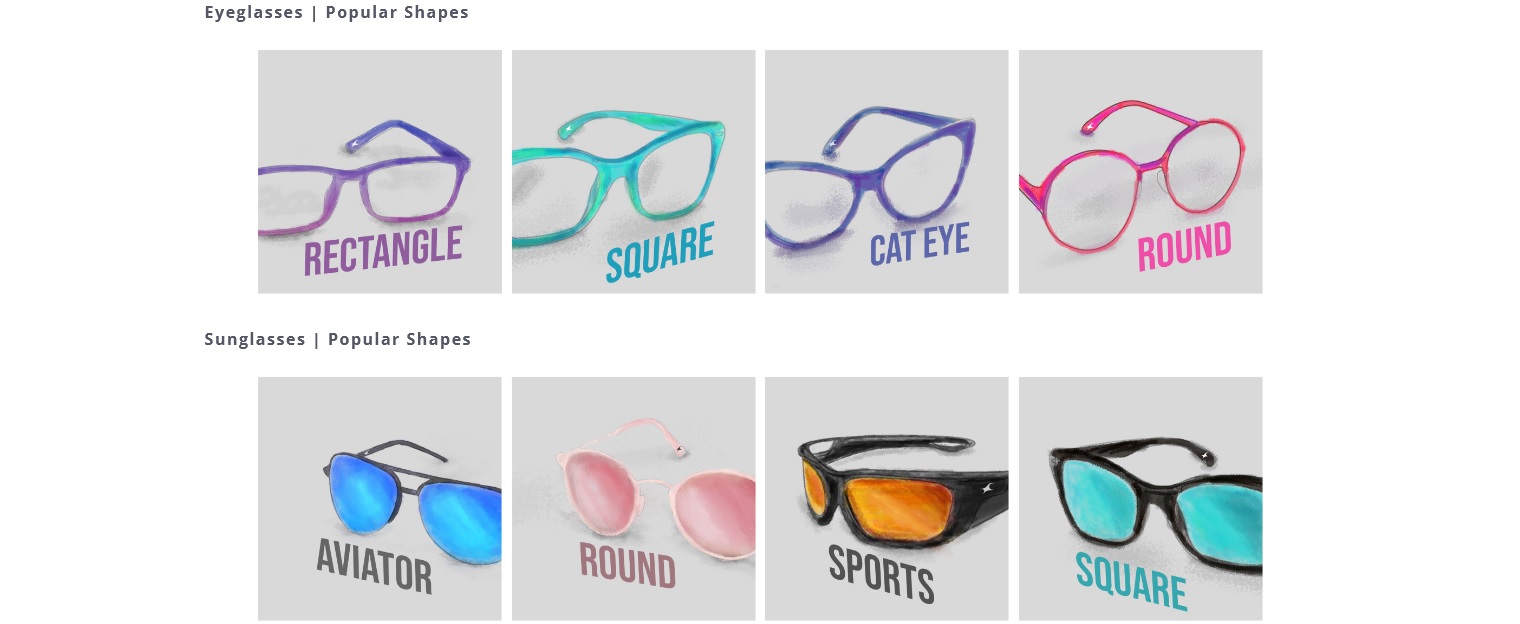 Eyeglasses | Popular Shapes
RECTANGLE
SQUARE
CAT EYE
ROUND
Sunglasses | Popular Shapes
AVIATOR
ROUND
SPORTS
SQUARE